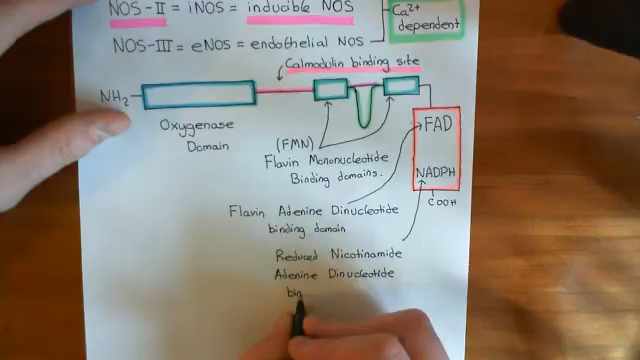 NOS-II = iNOS = inducible NOS
NOS-III = eNOS = endothelial NOS
Ca2+
dependent
Calmodulin binding site
NH2
Oxygenase
Domain
(FMN)
Flavin Mononucleotide
Binding domains.
FAD
NADPH
COOH
Flavin Adenine Dinucleotide
binding domain
Reduced Nicotinamide
Adenine Dinucleotide
bin